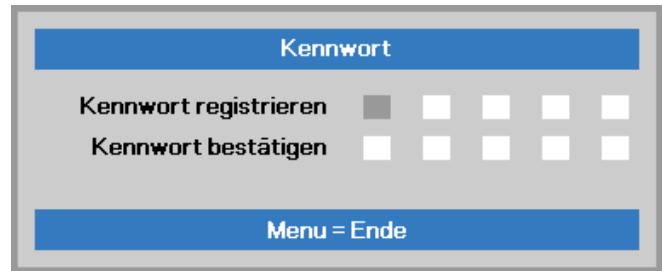 Kennwort
Kennwort registrieren
Kennwort bestätigen
Menu = Ende